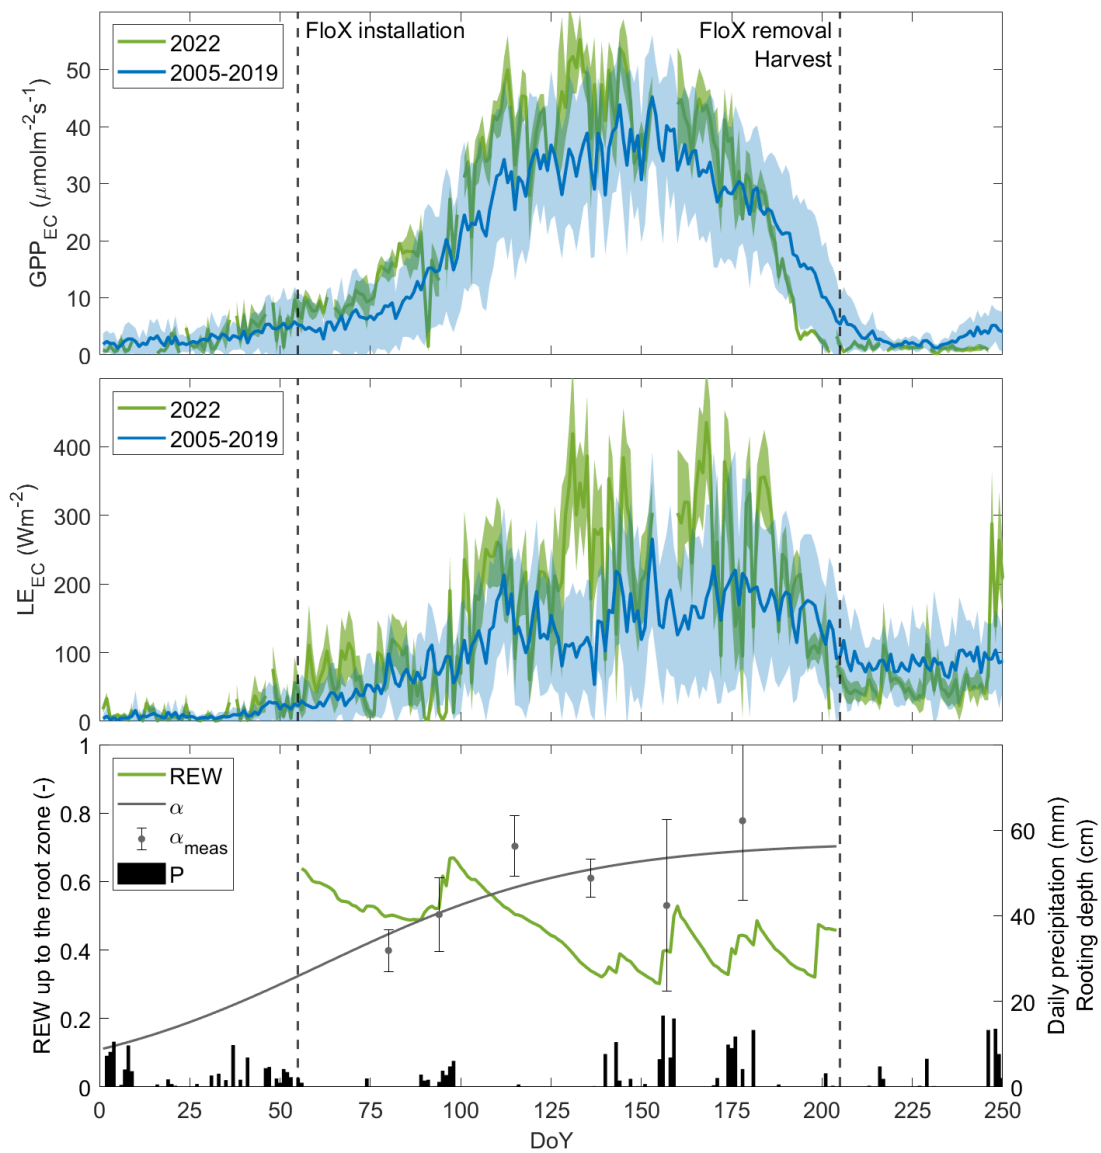 FloX installation
FloX removal
Harvest
2022
2005-2019
GPP_EC (μmolm^-2s^-1)
50
40
30
20
10
0
2022
2005-2019
LE_EC (Wm^-2)
400
300
200
100
0
REW
α
α_meas
P
REW up to the root zone (-)
1
0.8
0.6
0.4
0.2
0
Daily precipitation (mm)
Rooting depth (cm)
60
40
20
0
0 25 50 75 100 125 150 175 200 225 250
DoY